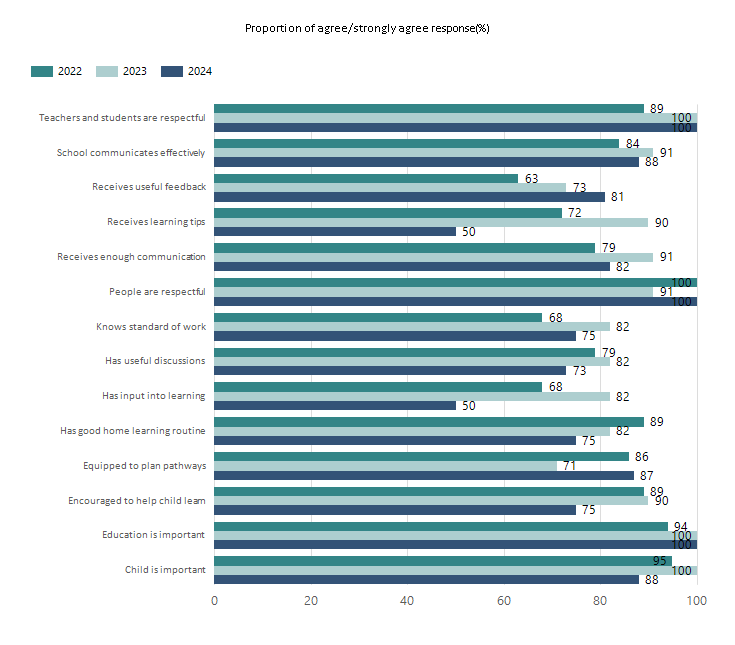 Proportion of agree/strongly agree response(%)
2022 2023 2024
Teachers and students are respectful 89 100 100
School communicates effectively 84 91 88
Receives useful feedback 63 73 81
Receives learning tips 72 90 50
Receives enough communication 79 91 82
People are respectful 100 91 100
Knows standard of work 68 82 75
Has useful discussions 79 82 73
Has input into learning 68 82 50
Has good home learning routine 89 82 75
Equipped to plan pathways 86 71 87
Encouraged to help child learn 89 90 75
Education is important 94 100 100
Child is important 95 100 88
0 20 40 60 80 100